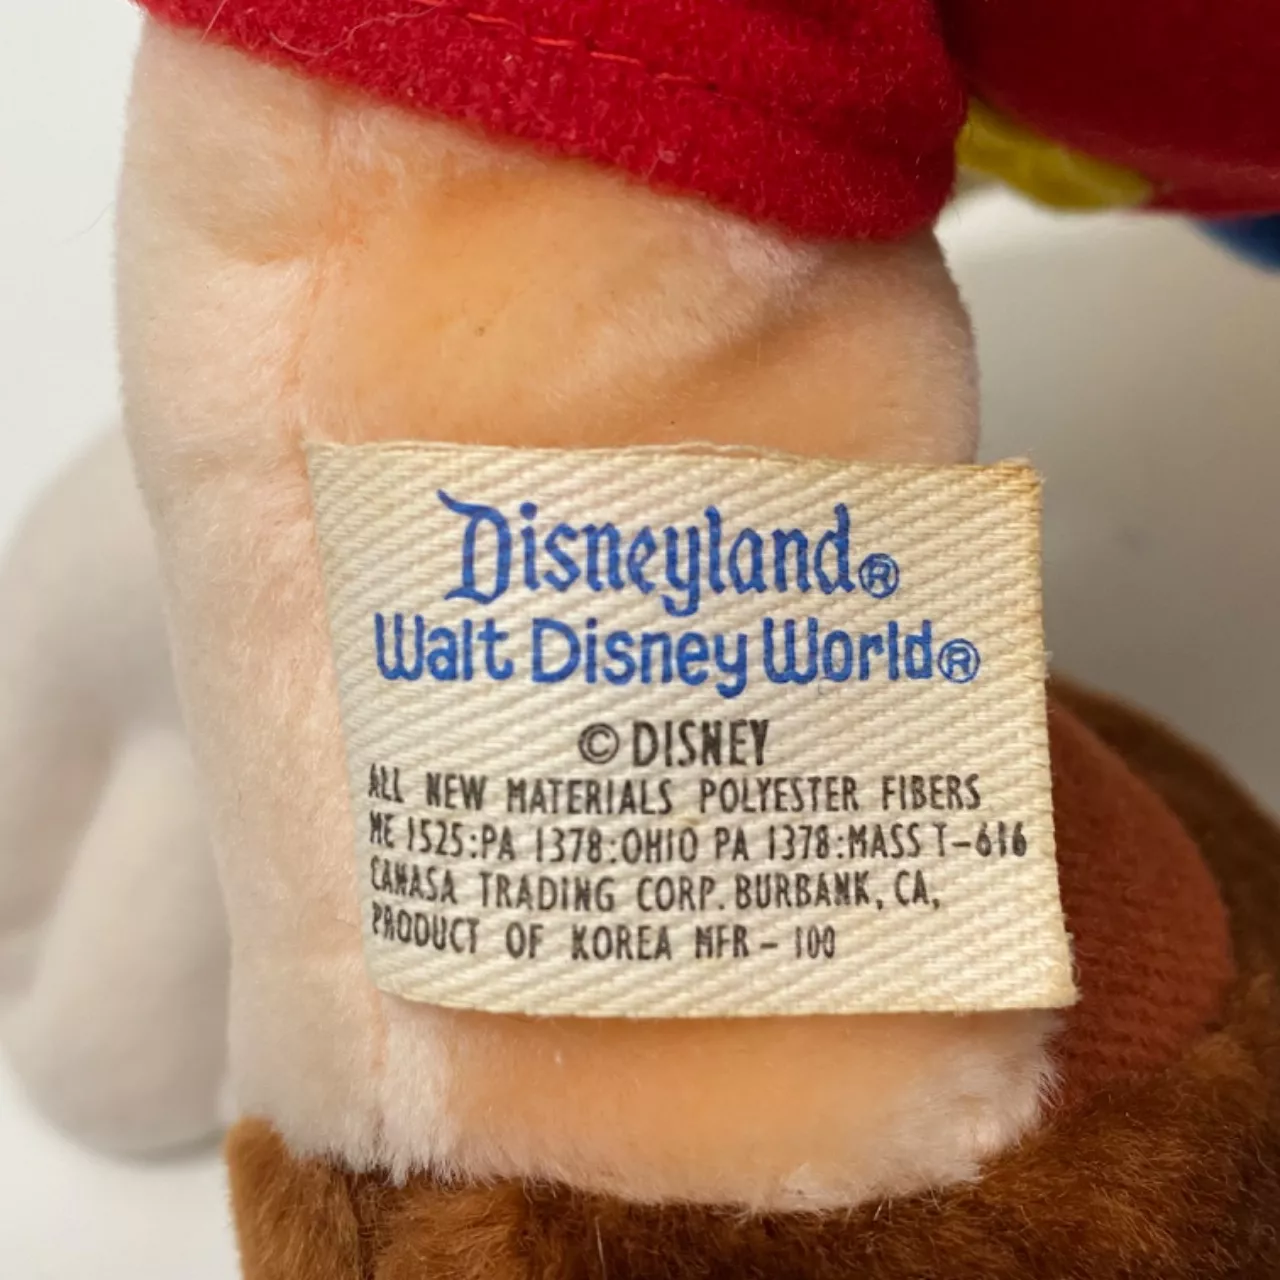 Disneyland®
Walt Disney World®
© DISNEY
ALL NEW MATERIALS POLYESTER FIBERS
ME 1525:PA 1378:OHIO PA 1378:MASS T-616
CANASA TRADING CORP. BURBANK, CA,
PRODUCT OF KOREA MFR - 100